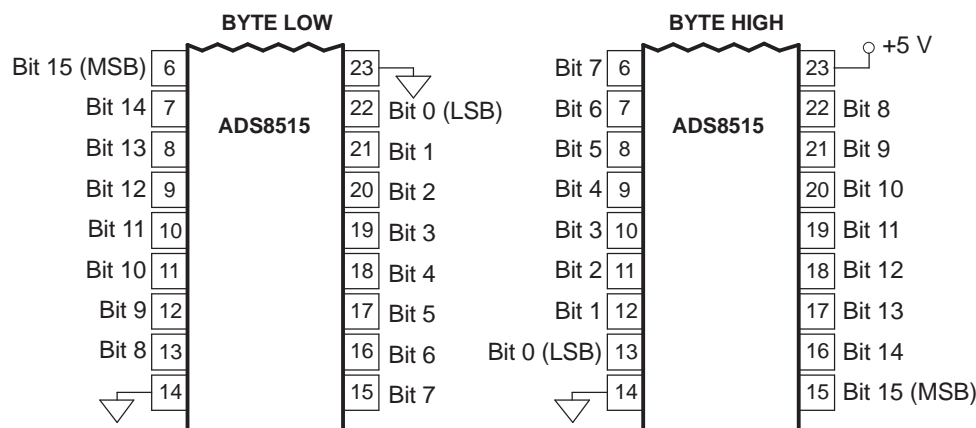 BYTE LOW
Bit 15 (MSB) 6 23
Bit 14 7 22 Bit 0 (LSB)
ADS8515
Bit 13 8 21 Bit 1
Bit 12 9 20 Bit 2
Bit 11 10 19 Bit 3
Bit 10 11 18 Bit 4
Bit 9 12 17 Bit 5
Bit 8 13 16 Bit 6
14 15 Bit 7
BYTE HIGH
+5 V
Bit 7 6 23
Bit 6 7 22 Bit 8
ADS8515
Bit 5 8 21 Bit 9
Bit 4 9 20 Bit 10
Bit 3 10 19 Bit 11
Bit 2 11 18 Bit 12
Bit 1 12 17 Bit 13
Bit 0 (LSB) 13 16 Bit 14
14 15 Bit 15 (MSB)